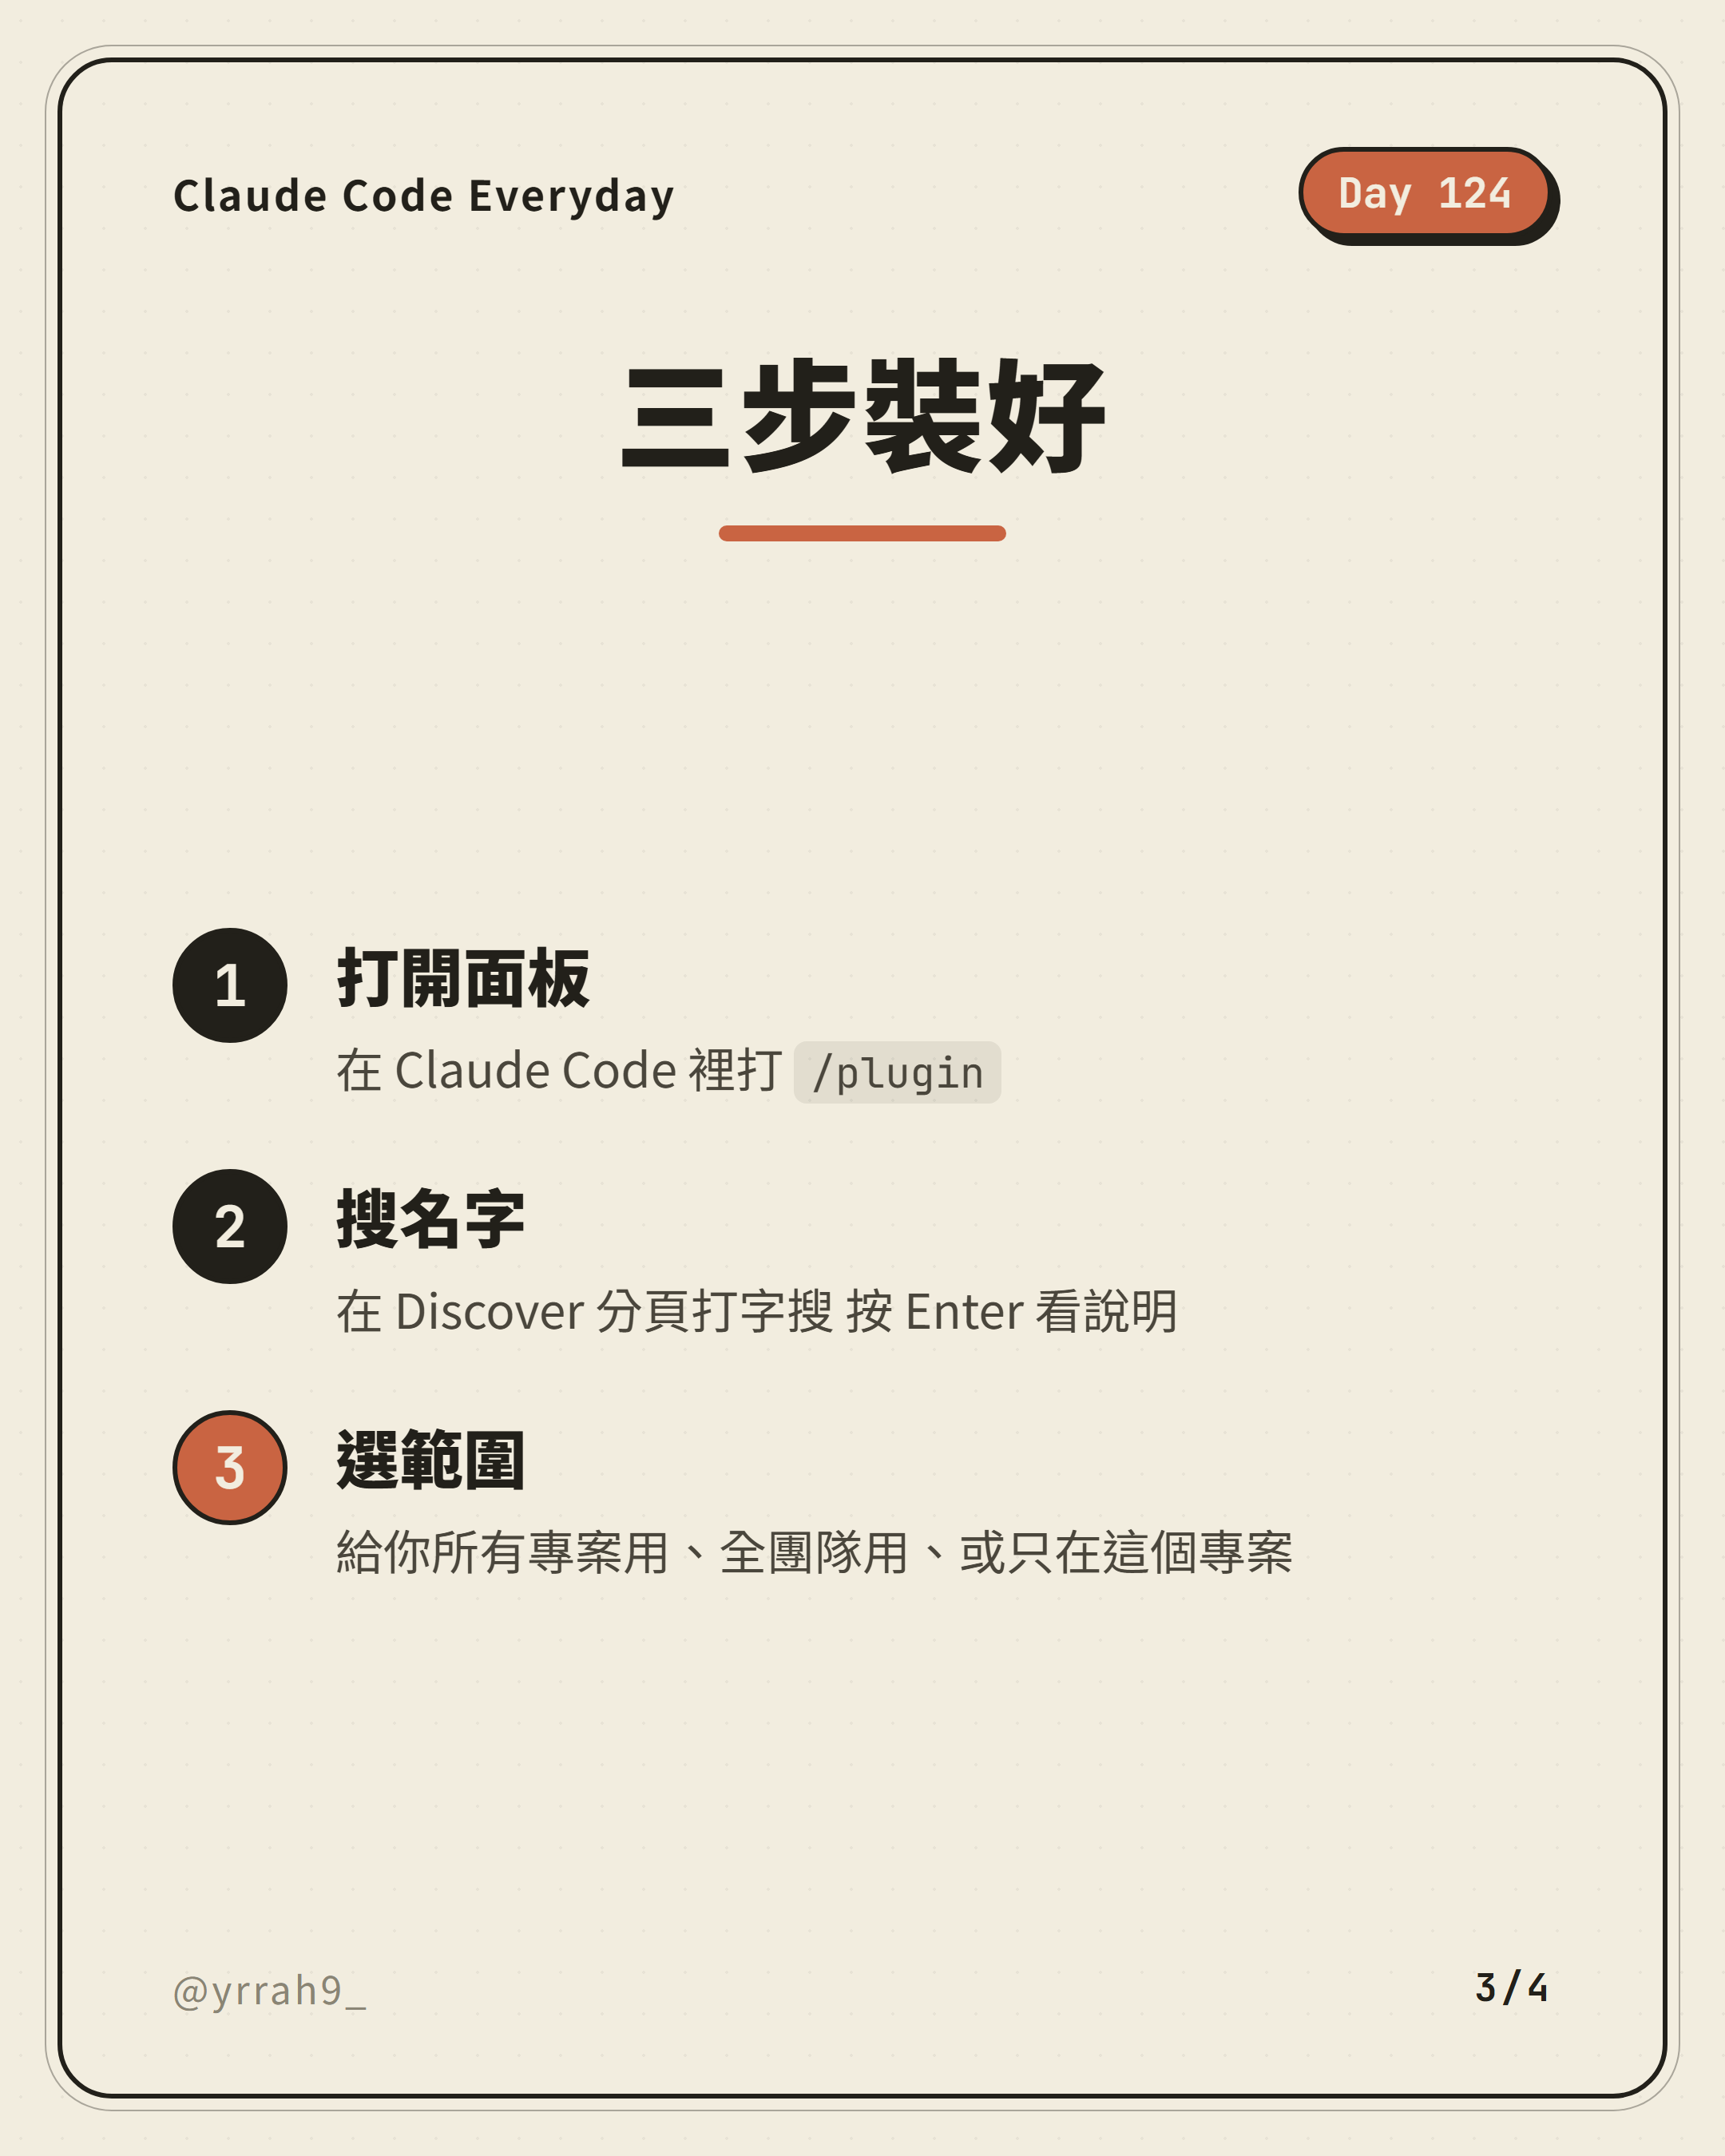 Claude Code Everyday
Day 124
三步裝好
1
打開面板
在 Claude Code 裡打 /plugin
2
搜名字
在 Discover 分頁打字搜 按 Enter 看說明
3
選範圍
給你所有專案用、全團隊用、或只在這個專案
@yrrah9_
3/4